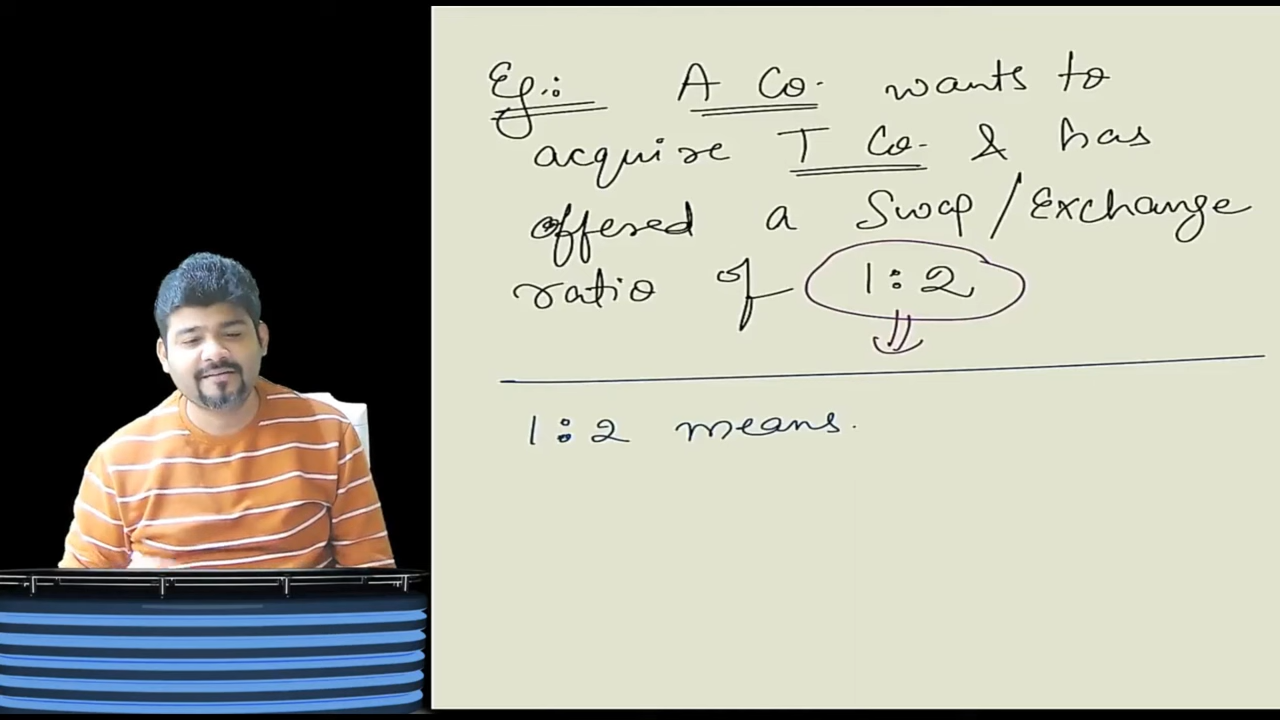 Eg.:  A Co. wants to
acquire T Co. & has
offered a Swap/Exchange
ratio of 1:2
1:2 means.